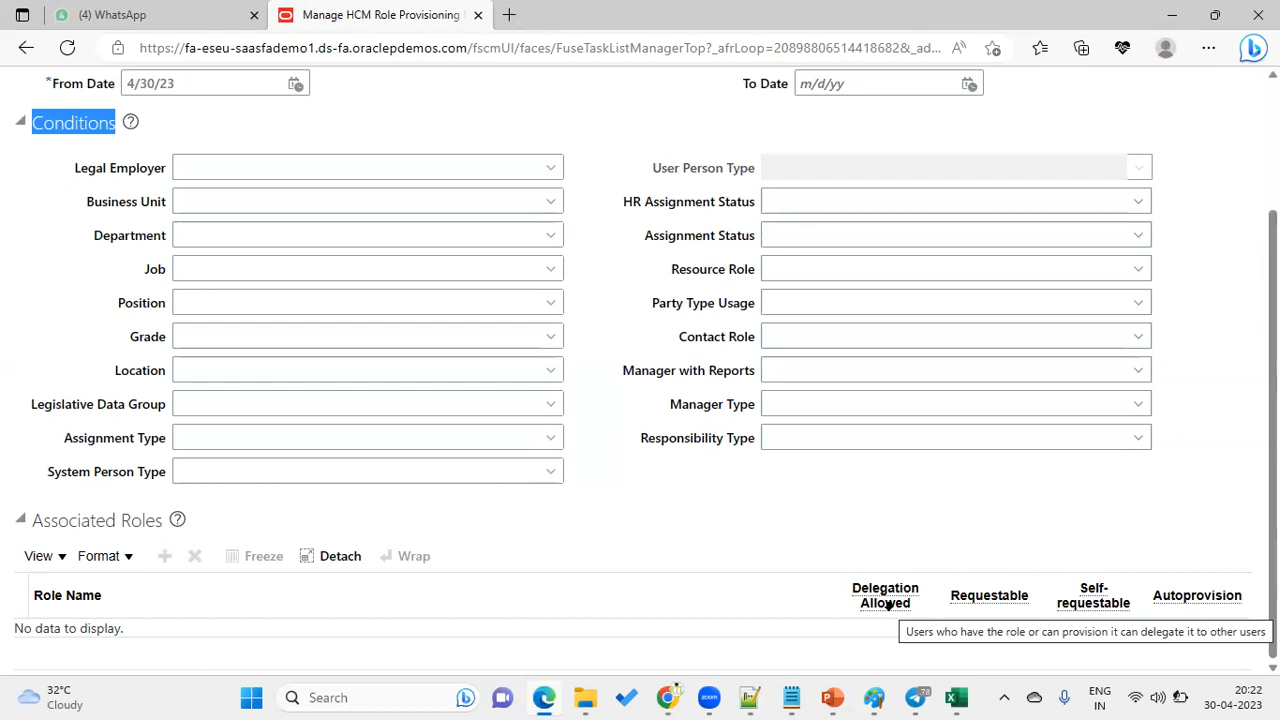 (4) WhatsApp
Manage HCM Role Provisioning
https://fa-eseu-saasfademo1.ds-fa.oraclepdemos.com/fscmUI/faces/FuseTaskListManagerTop?_afrLoop=20898806514418682&_ad...
*From Date 4/30/23 To Date m/d/yy
Conditions
Legal Employer User Person Type
Business Unit HR Assignment Status
Department Assignment Status
Job Resource Role
Position Party Type Usage
Grade Contact Role
Location Manager with Reports
Legislative Data Group Manager Type
Assignment Type Responsibility Type
System Person Type
Associated Roles
View Format Freeze Detach Wrap
Role Name Delegation Allowed Requestable Self-requestable Autoprovision
No data to display.
Users who have the role or can provision it can delegate it to other users
32°C
Cloudy
Search
78
ENG
IN
20:22
30-04-2023